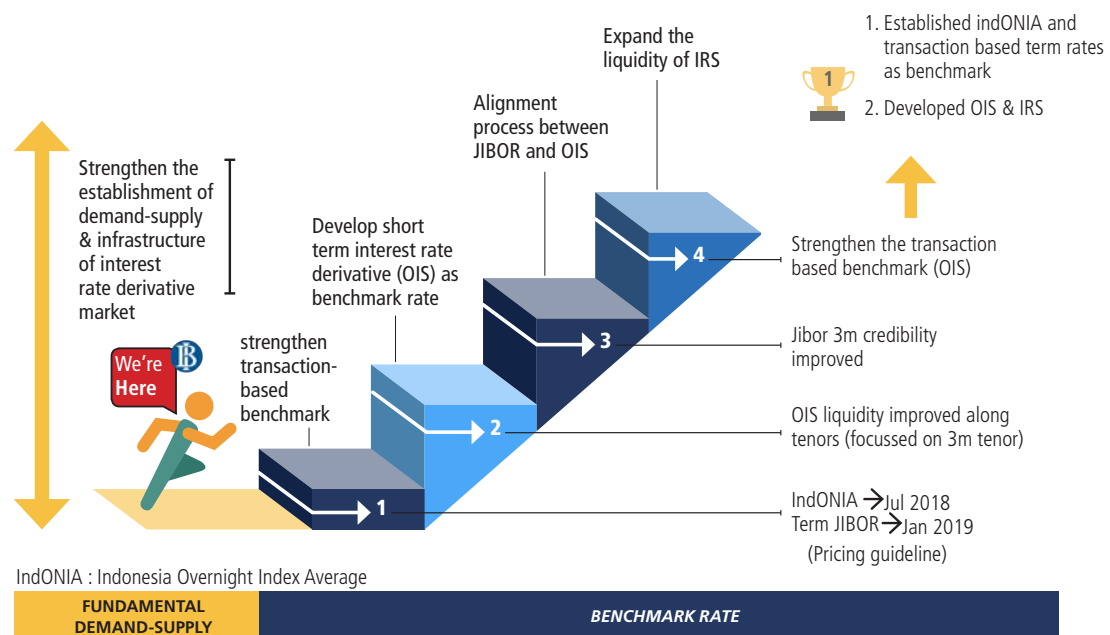 Strengthen the
establishment of
demand-supply
& infrastructure
of interest
rate derivative
market
We're
Here
strengthen
transaction-
based
benchmark
Develop short
term interest rate
derivative (OIS) as
benchmark rate
Alignment
process between
JIBOR and OIS
Expand the
liquidity of IRS
1
1. Established indONIA and
transaction based term rates
as benchmark
2. Developed OIS & IRS
4
Strengthen the transaction
based benchmark (OIS)
3
Jibor 3m credibility
improved
2
OIS liquidity improved along
tenors (focussed on 3m tenor)
1
IndONIA → Jul 2018
Term JIBOR → Jan 2019
(Pricing guideline)
IndONIA : Indonesia Overnight Index Average
FUNDAMENTAL
DEMAND-SUPPLY
BENCHMARK RATE